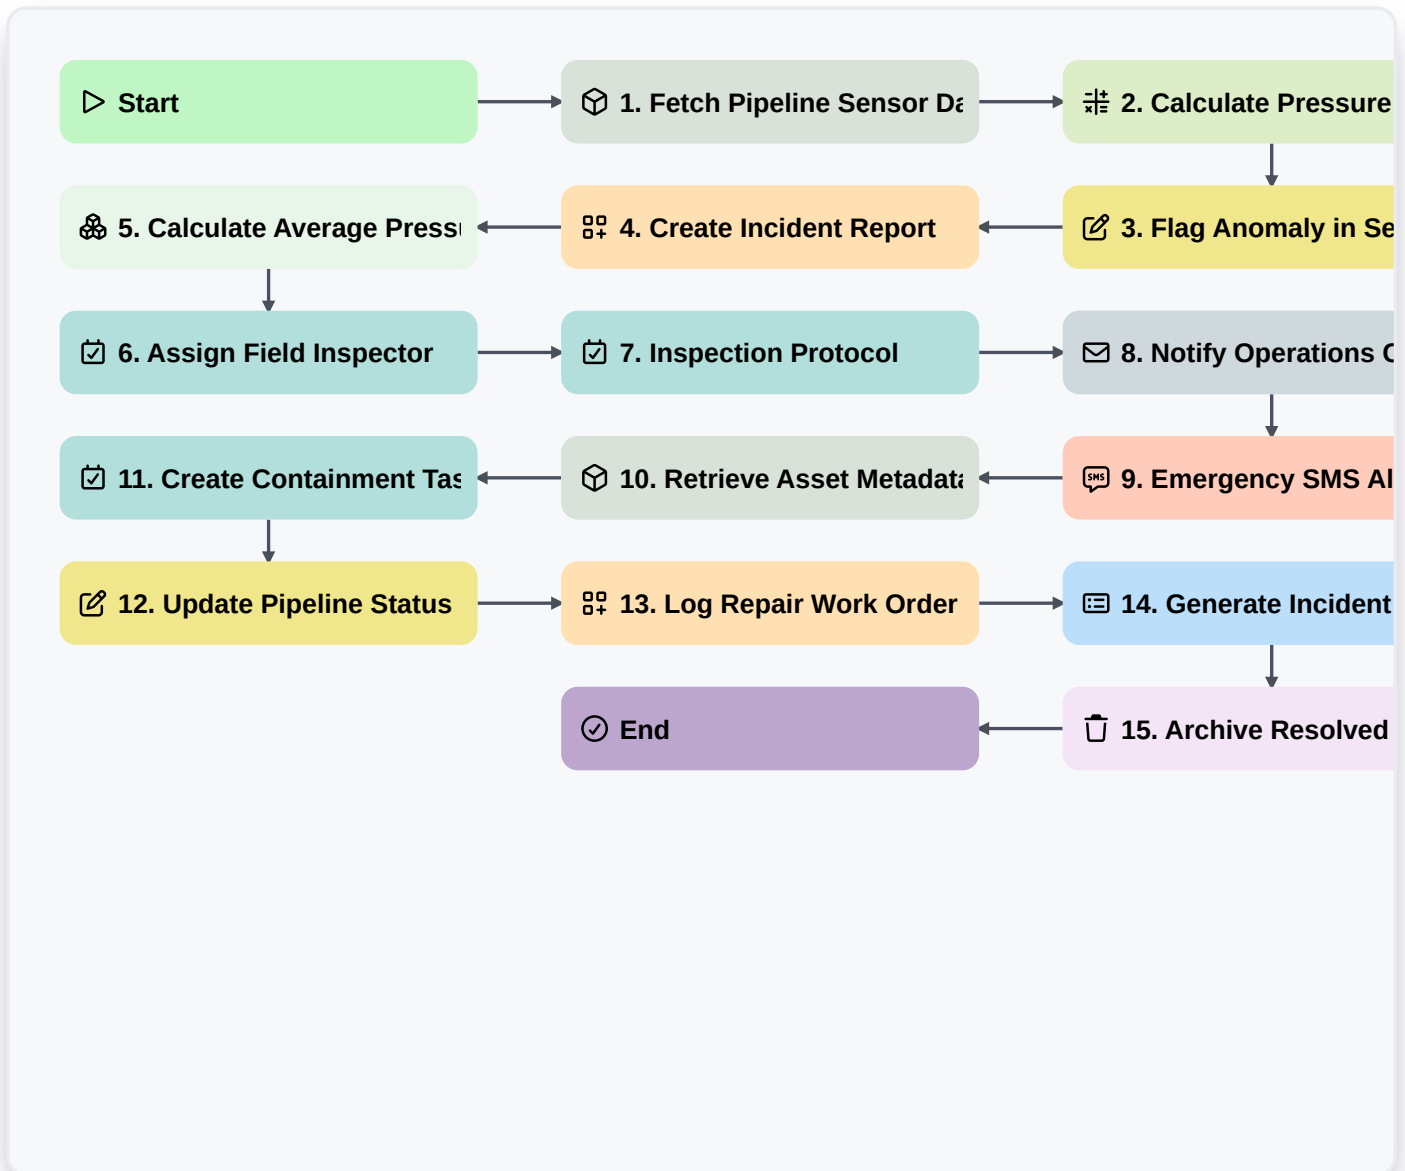 Start
1. Fetch Pipeline Sensor Da
2. Calculate Pressure
5. Calculate Average Press
4. Create Incident Report
3. Flag Anomaly in Se
6. Assign Field Inspector
7. Inspection Protocol
8. Notify Operations C
11. Create Containment Tas
10. Retrieve Asset Metadata
SMS
9. Emergency SMS Al
12. Update Pipeline Status
13. Log Repair Work Order
14. Generate Incident
End
15. Archive Resolved